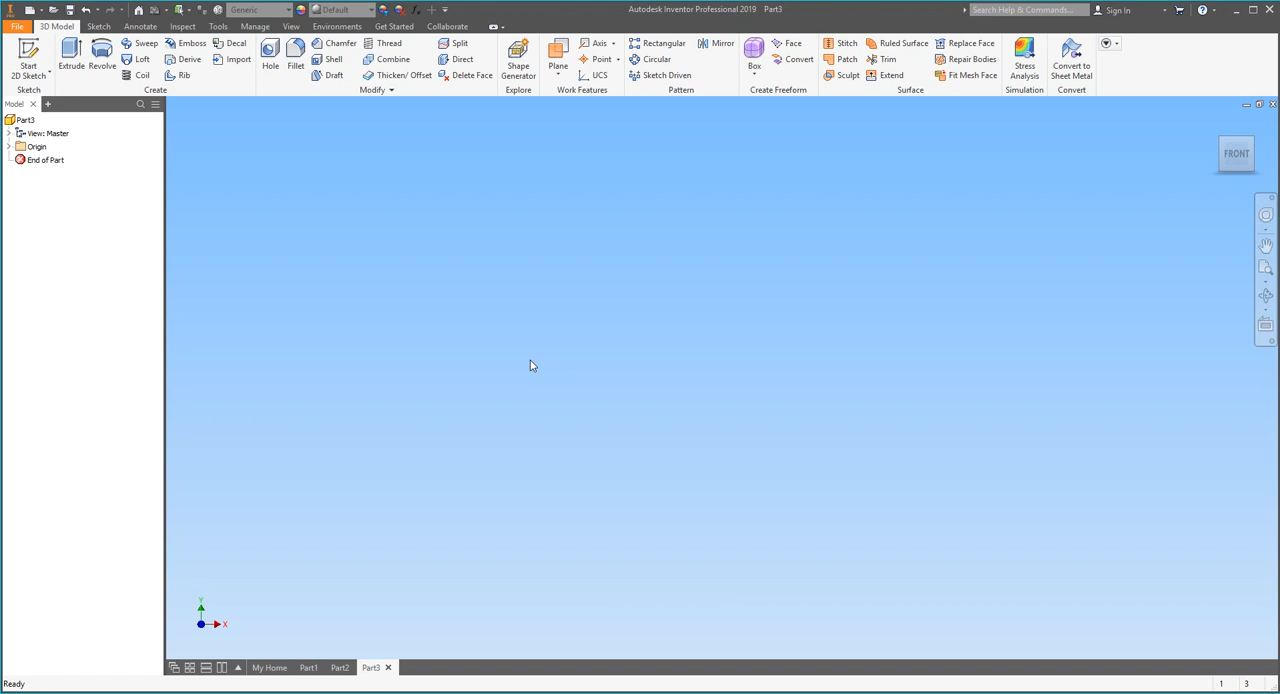 Generic Default Autodesk Inventor Professional 2019 Part3 Search Help & Commands... Sign In
File 3D Model Sketch Annotate Inspect Tools Manage View Environments Get Started Collaborate
Sweep Emboss Decal Chamfer Thread Split Axis Rectangular Mirror Face Stitch Ruled Surface Replace Face
Loft Derive Import Shell Combine Direct Point Circular Convert Patch Trim Repair Bodies
Start Extrude Revolve Hole Fillet Shape Plane Box Stress Convert to
2D Sketch Coil Rib Draft Thicken/ Offset Delete Face Generator UCS Sketch Driven Sculpt Extend Fit Mesh Face Analysis Sheet Metal
Sketch Create Modify Explore Work Features Pattern Create Freeform Surface Simulation Convert
Model
Part3
View: Master
Origin
End of Part
FRONT
Y
X
My Home Part1 Part2 Part3
Ready 1 3